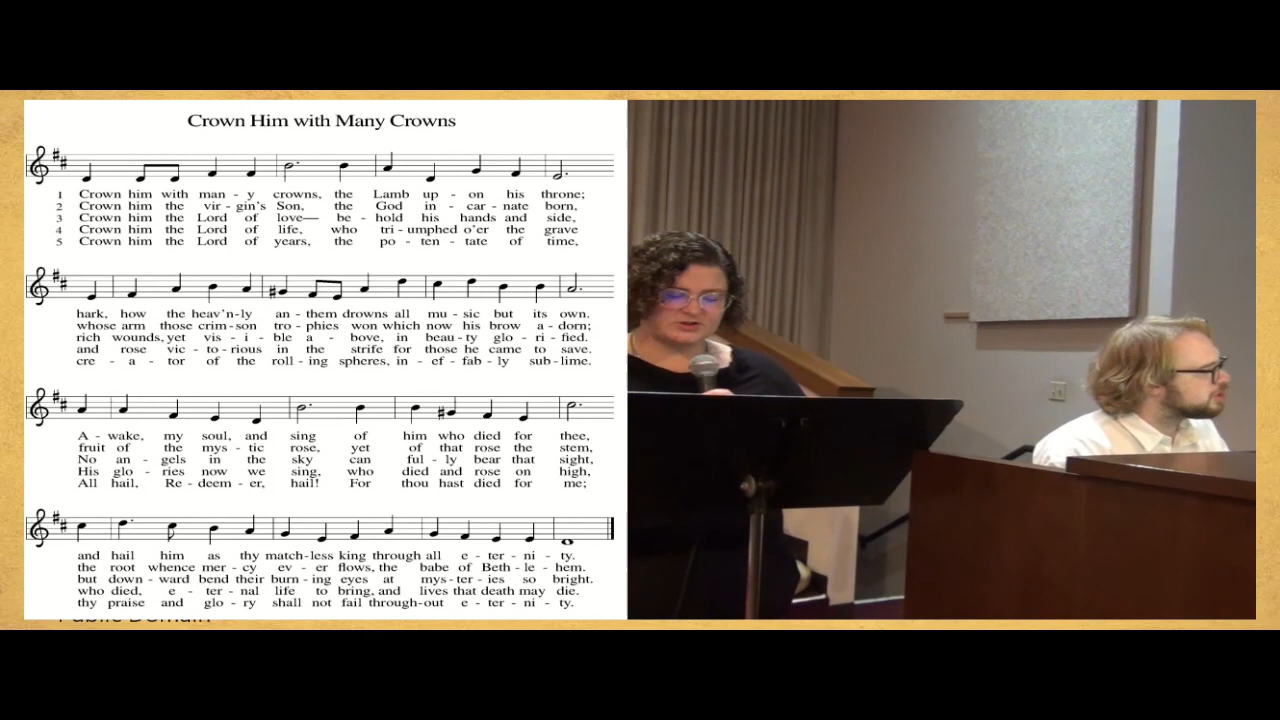 Crown Him with Many Crowns
1 Crown him with man - y crowns, the Lamb up - on his throne;
2 Crown him the vir - gin's Son, the God in - car - nate born,
3 Crown him the Lord of love— be - hold his hands and side,
4 Crown him the Lord of life, who tri - umphed o'er the grave
5 Crown him the Lord of years, the po - ten - tate of time,
hark, how the heav'n-ly an - them drowns all mu - sic but its own.
whose arm those crim - son tro - phies won which now his brow a - dorn;
rich wounds, yet vis - i - ble a - bove, in beau - ty glo - ri - fied.
and rose vic - to - rious in the strife for those he came to save.
cre - a - tor of the roll - ing spheres, in - ef - fab - ly sub - lime.
A - wake, my soul, and sing of him who died for thee,
fruit of the mys - tic rose, yet of that rose the stem,
No an - gels in the sky can ful - ly bear that sight,
His glo - ries now we sing, who died and rose on high,
All hail, Re - deem - er, hail! For thou hast died for me;
and hail him as thy match-less king through all e - ter - ni - ty.
the root whence mer - cy ev - er flows, the babe of Beth - le - hem.
but down - ward bend their burn - ing eyes at mys - ter - ies so bright.
who died, e - ter - nal life to bring, and lives that death may die.
thy praise and glo - ry shall not fail through-out e - ter - ni - ty.
Public Domain